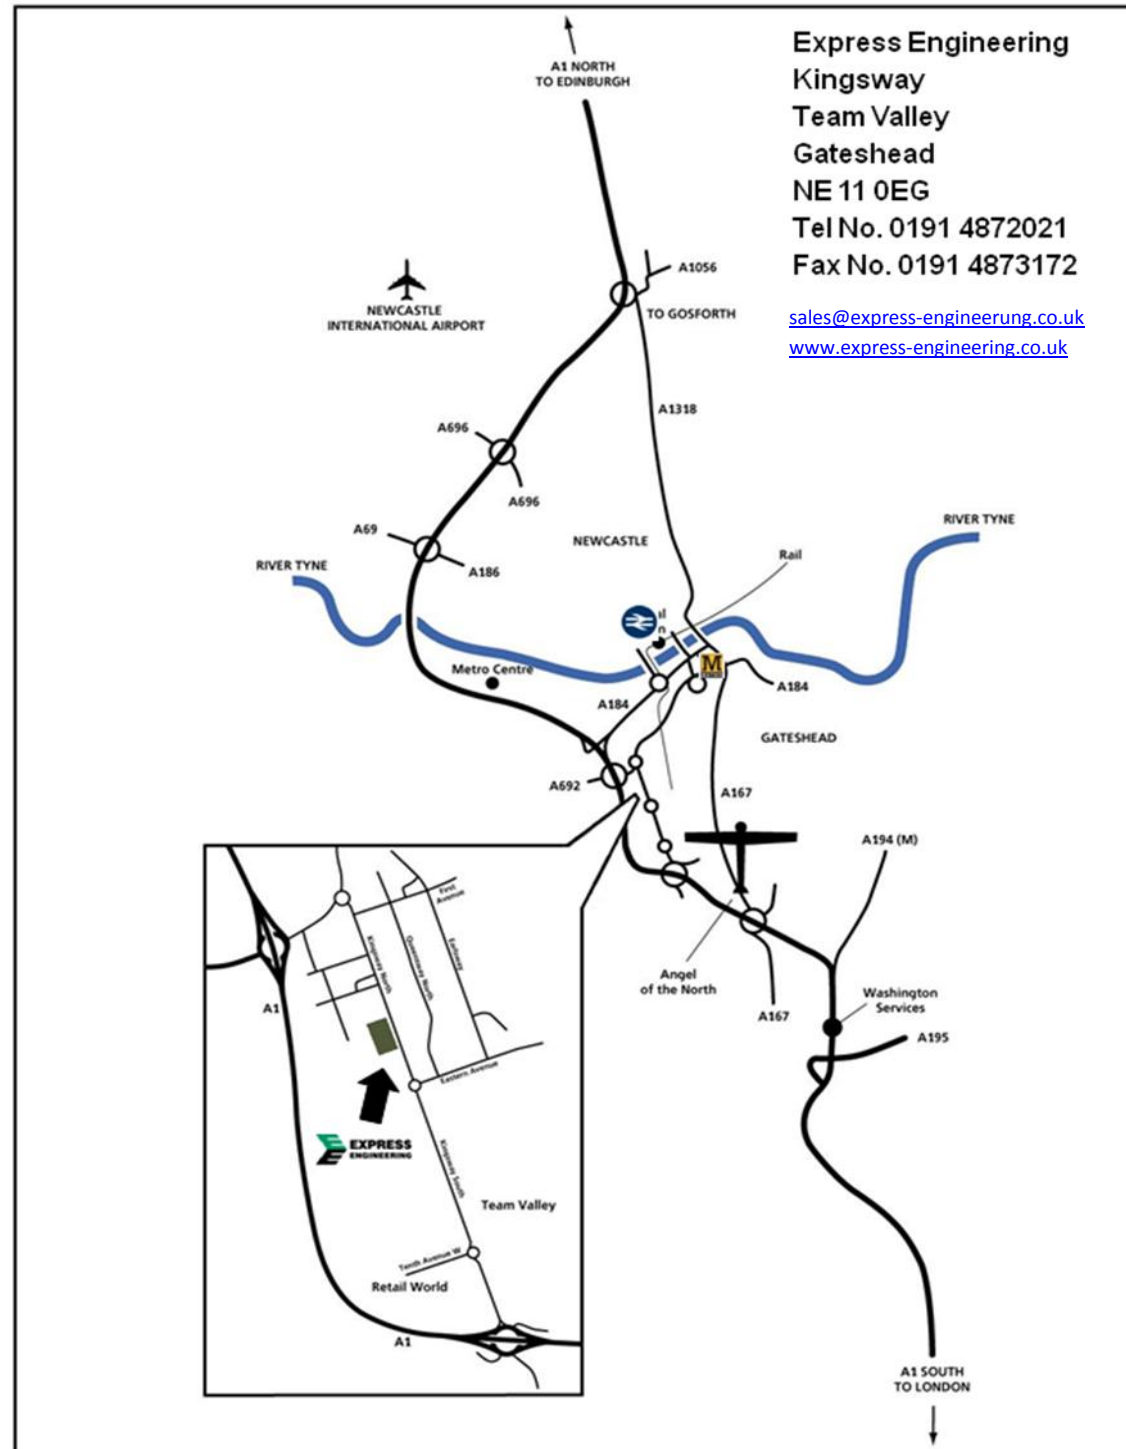 Express Engineering
Kingsway
Team Valley
Gateshead
NE 11 0EG
Tel No. 0191 4872021
Fax No. 0191 4873172
sales@express-engineerung.co.uk
www.express-engineering.co.uk
A1 NORTH
TO EDINBURGH
A1056
NEWCASTLE
INTERNATIONAL AIRPORT
TO GOSFORTH
A1318
A696
A696
A69
A186
NEWCASTLE
RIVER TYNE
Rail
RIVER TYNE
M
Metro Centre
A184
A184
GATESHEAD
A692
A167
A194 (M)
Angel
of the North
A167
Washington
Services
A195
First
Avenue
Kingsway North
Queensway North
Earlsway
A1
Eastern Avenue
EXPRESS
ENGINEERING
Kingsway South
Team Valley
Tenth Avenue W
Retail World
A1
A1 SOUTH
TO LONDON